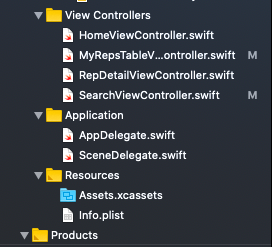 View Controllers
HomeViewController.swift
MyRepsTableV...ontroller.swift M
RepDetailViewController.swift
SearchViewController.swift M
Application
AppDelegate.swift
SceneDelegate.swift
Resources
Assets.xcassets
Info.plist
Products